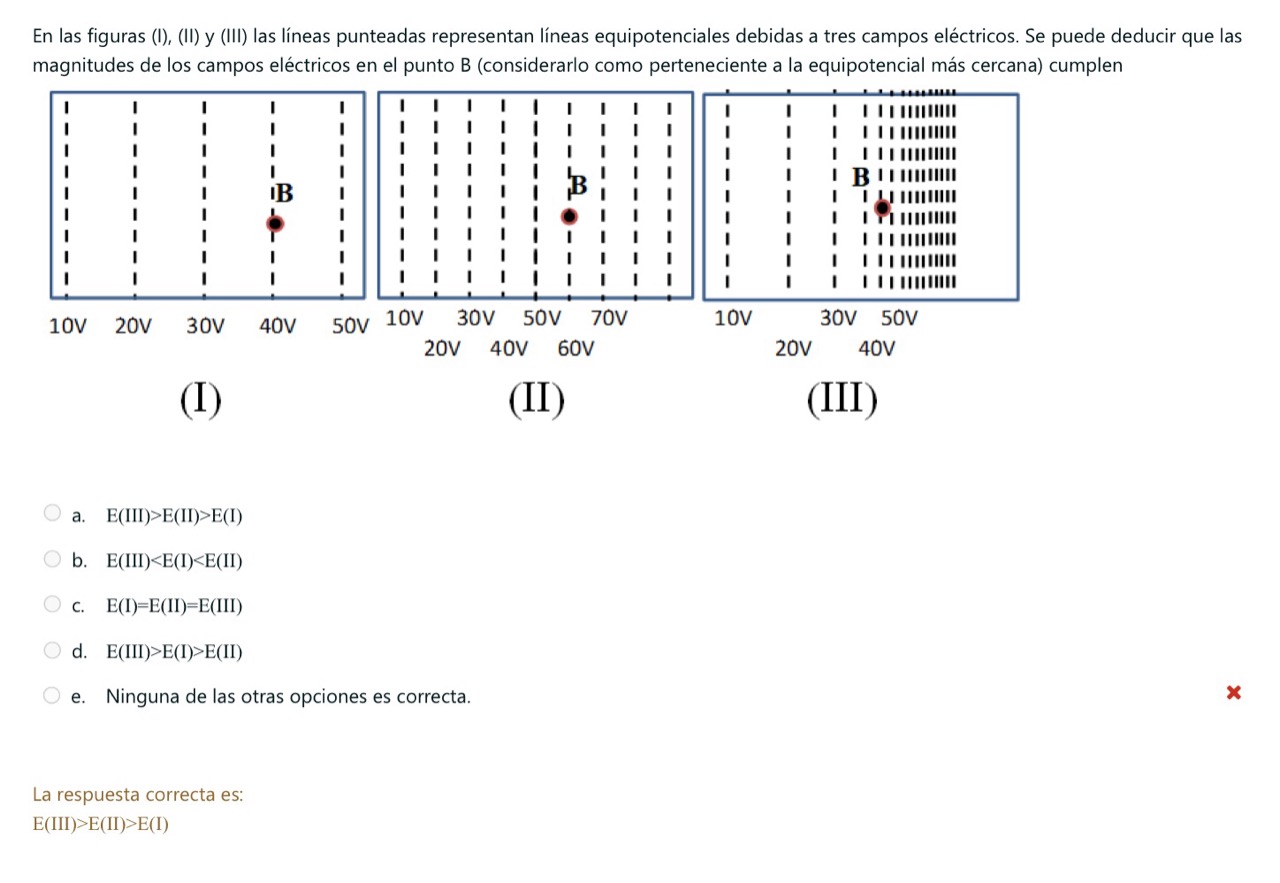 En las figuras (I), (II) y (III) las líneas punteadas representan líneas equipotenciales debidas a tres campos eléctricos. Se puede deducir que las
magnitudes de los campos eléctricos en el punto B (considerarlo como perteneciente a la equipotencial más cercana) cumplen
B
B
B
10V 20V 30V 40V 50V
10V 30V 50V 70V
20V 40V 60V
10V 30V 50V
20V 40V
(I)
(II)
(III)
a. E(III)>E(II)>E(I)
b. E(III)<E(I)<E(II)
c. E(I)=E(II)=E(III)
d. E(III)>E(I)>E(II)
e. Ninguna de las otras opciones es correcta.
La respuesta correcta es:
E(III)>E(II)>E(I)